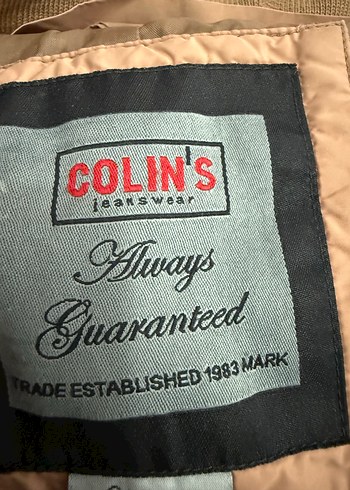 COLIN'S
jeanswear
Always
Guaranteed
TRADE ESTABLISHED 1983 MARK